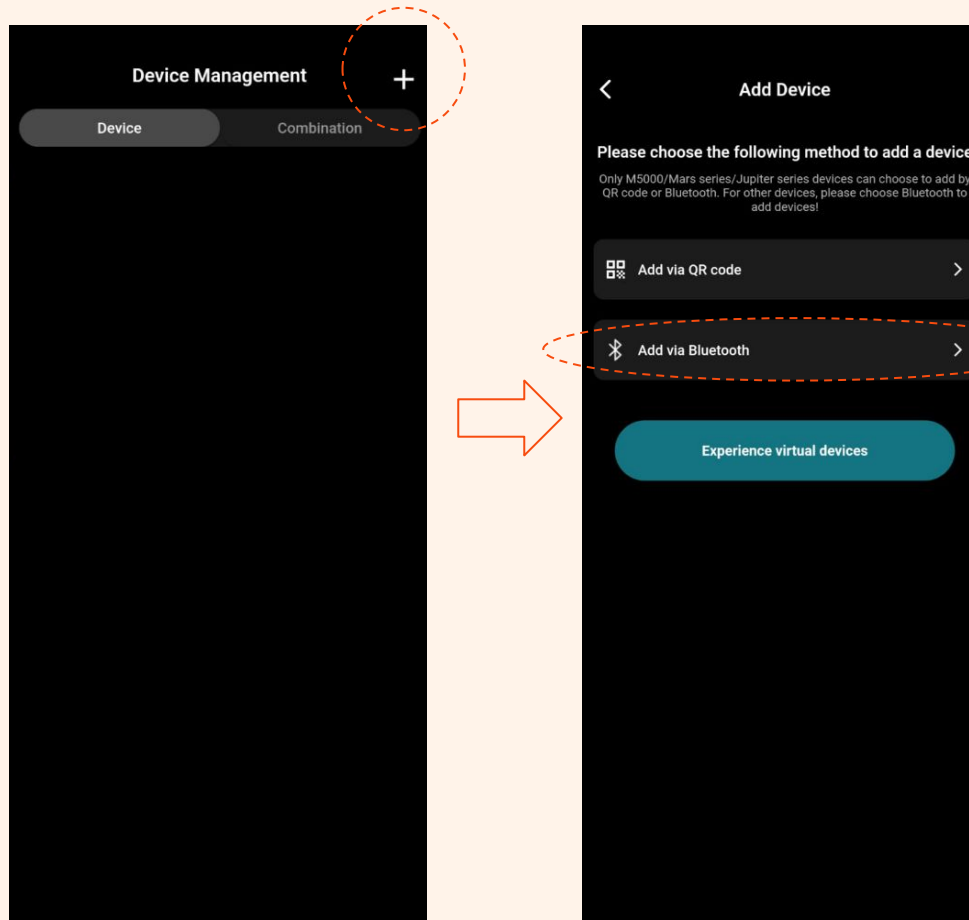 Device Management
+
Device
Combination
Add Device
Please choose the following method to add a device
Only M5000/Mars series/Jupiter series devices can choose to add by
QR code or Bluetooth. For other devices, please choose Bluetooth to
add devices!
Add via QR code
Add via Bluetooth
Experience virtual devices